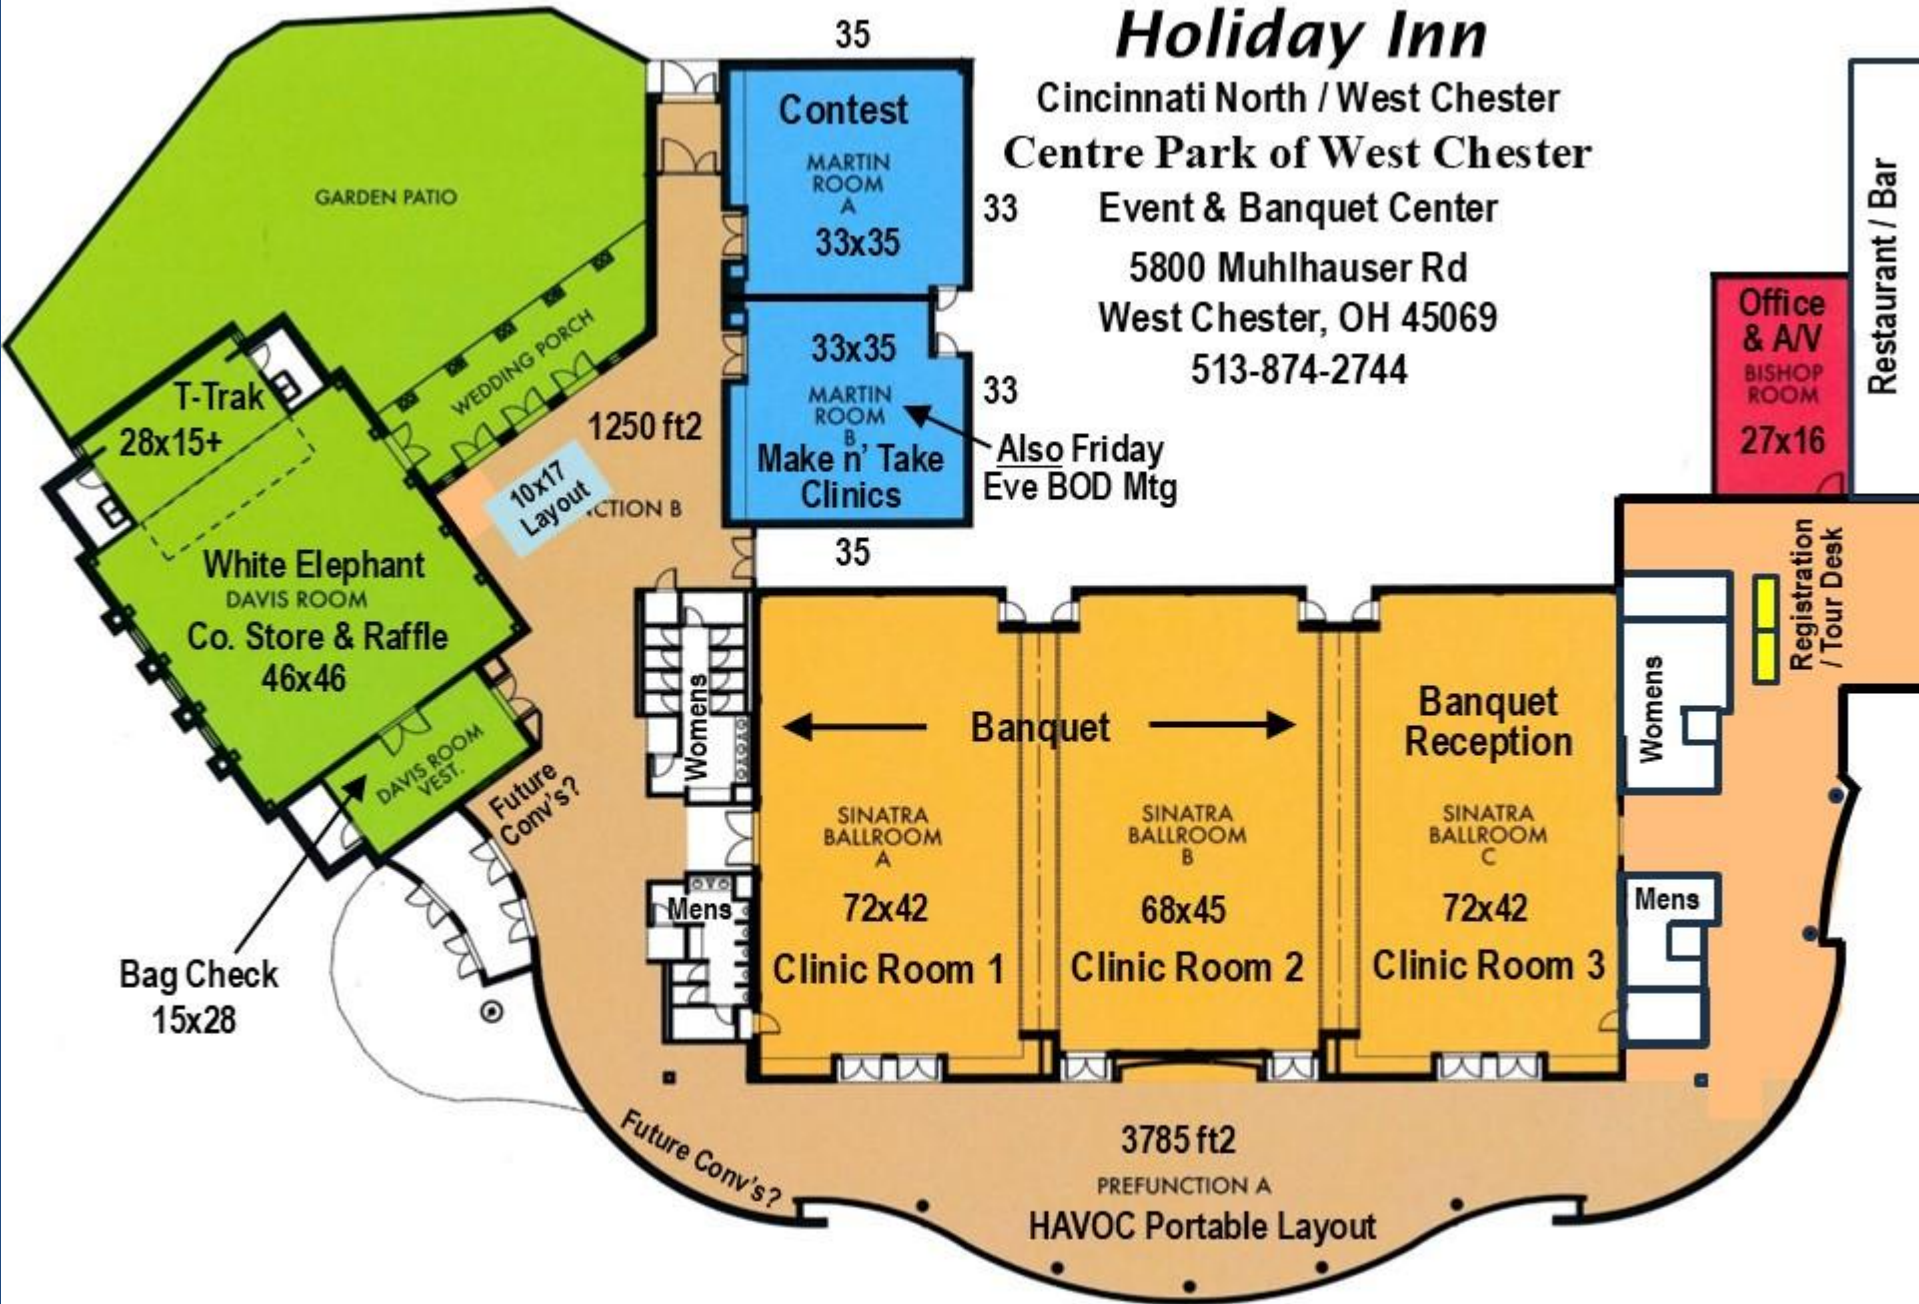 Holiday Inn
Cincinnati North / West Chester
Centre Park of West Chester
Event & Banquet Center
5800 Muhlhauser Rd
West Chester, OH 45069
513-874-2744
35
Contest
MARTIN
ROOM
A
33x35
33
33x35
MARTIN
ROOM
B
Make n' Take
Clinics
33
Also Friday
Eve BOD Mtg
35
GARDEN PATIO
WEDDING PORCH
T-Trak
28x15+
1250 ft2
10x17
Layout
CTION B
White Elephant
DAVIS ROOM
Co. Store & Raffle
46x46
DAVIS ROOM
VEST.
Future
Conv's?
Bag Check
15x28
Womens
Mens
Banquet
SINATRA
BALLROOM
A
72x42
Clinic Room 1
SINATRA
BALLROOM
B
68x45
Clinic Room 2
Banquet
Reception
SINATRA
BALLROOM
C
72x42
Clinic Room 3
Womens
Mens
Office
& A/V
BISHOP
ROOM
27x16
Restaurant / Bar
Registration
/ Tour Desk
Future Conv's?
3785 ft2
PREFUNCTION A
HAVOC Portable Layout